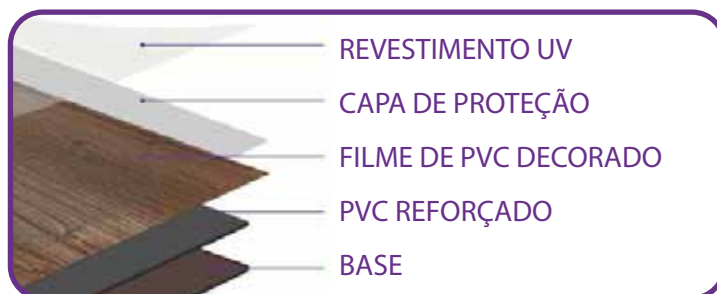 REVESTIMENTO UV
CAPA DE PROTEÇÃO
FILME DE PVC DECORADO
PVC REFORÇADO
BASE